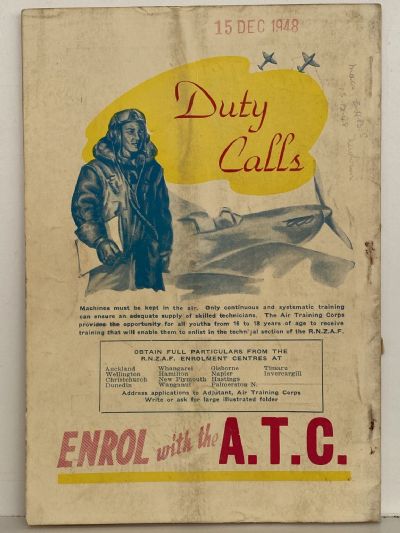 15 DEC 1948
Duty
Calls
Machines must be kept in the air. Only continuous and systematic training
can ensure an adequate supply of skilled technicians. The Air Training Corps
provides the opportunity for all youths from 16 to 18 years of age to receive
training that will enable them to enlist in the technical section of the R.N.Z.A.F.
OBTAIN FULL PARTICULARS FROM THE
R.N.Z.A.F. ENROLMENT CENTRES AT
Auckland Whangarei Gisborne Timaru
Wellington Hamilton Napier Invercargill
Christchurch New Plymouth Hastings
Dunedin Wanganui Palmerston N.
Address applications to Adjutant, Air Training Corps
Write or ask for large illustrated folder
ENROL with the A.T.C.